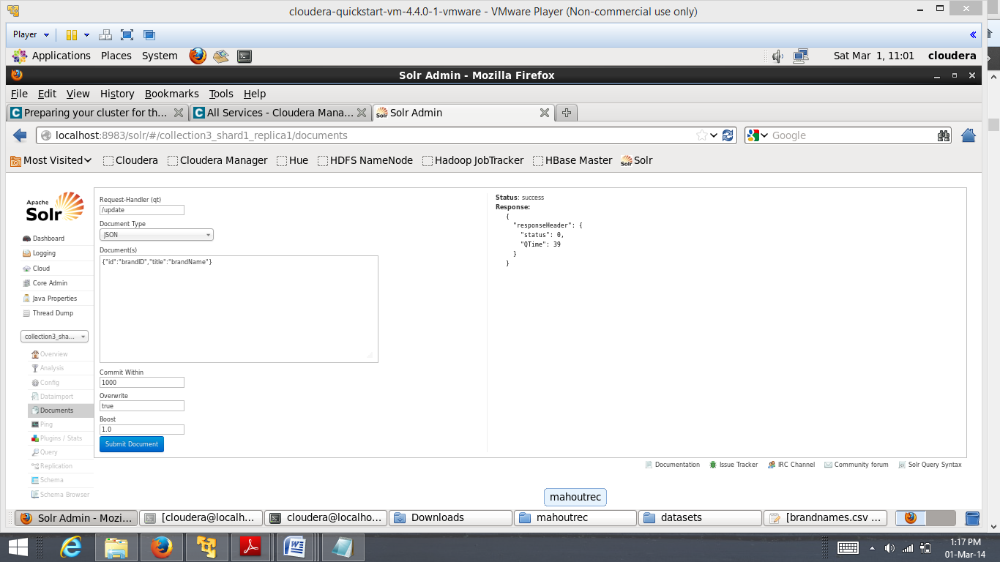 cloudera-quickstart-vm-4.4.0-1-vmware - VMware Player (Non-commercial use only)
Player
Applications Places System Sat Mar 1, 11:01 cloudera
Solr Admin - Mozilla Firefox
File Edit View History Bookmarks Tools Help
Preparing your cluster for th... All Services - Cloudera Mana... Solr Admin
localhost:8983/solr/#/collection3_shard1_replica1/documents Google
Most Visited Cloudera Cloudera Manager Hue HDFS NameNode Hadoop JobTracker HBase Master Solr
Apache
Solr
Dashboard
Logging
Cloud
Core Admin
Java Properties
Thread Dump
collection3_sha...
Overview
Analysis
Config
Dataimport
Documents
Ping
Plugins / Stats
Query
Replication
Schema
Schema Browser
Request-Handler (qt)
/update
Document Type
JSON
Document(s)
{"id":"brandID","title":"brandName"}
Commit Within
1000
Overwrite
true
Boost
1.0
Submit Document
Status: success
Response:
{
"responseHeader": {
"status": 0,
"QTime": 39
}
}
Documentation Issue Tracker IRC Channel Community forum Solr Query Syntax
mahoutrec
Solr Admin - Mozi... [cloudera@localh... cloudera@localho... Downloads mahoutrec datasets [brandnames.csv ...
1:17 PM
01-Mar-14